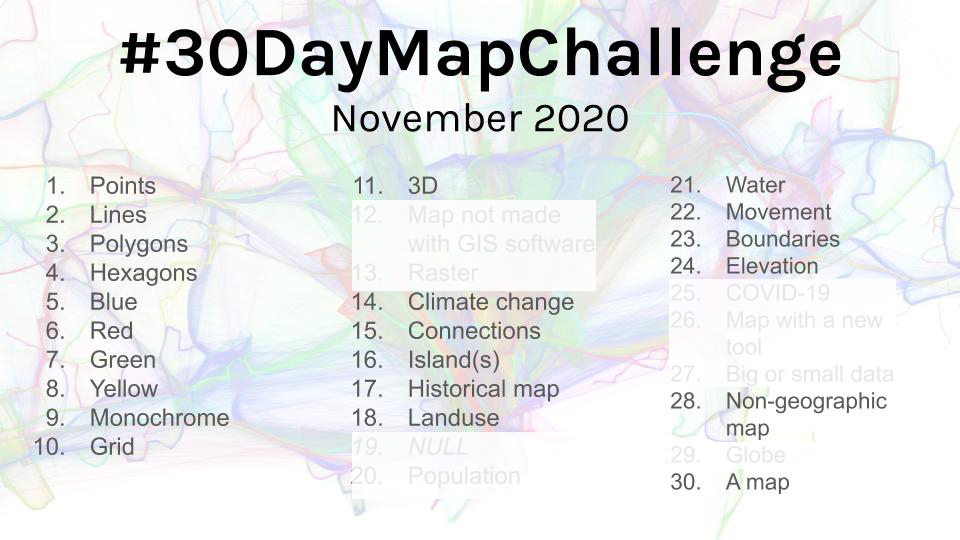 #30DayMapChallenge
November 2020
1. Points
2. Lines
3. Polygons
4. Hexagons
5. Blue
6. Red
7. Green
8. Yellow
9. Monochrome
10. Grid
11. 3D
12. Map not made
with GIS software
13. Raster
14. Climate change
15. Connections
16. Island(s)
17. Historical map
18. Landuse
19. NULL
20. Population
21. Water
22. Movement
23. Boundaries
24. Elevation
25. COVID-19
26. Map with a new
tool
27. Big or small data
28. Non-geographic
map
29. Globe
30. A map